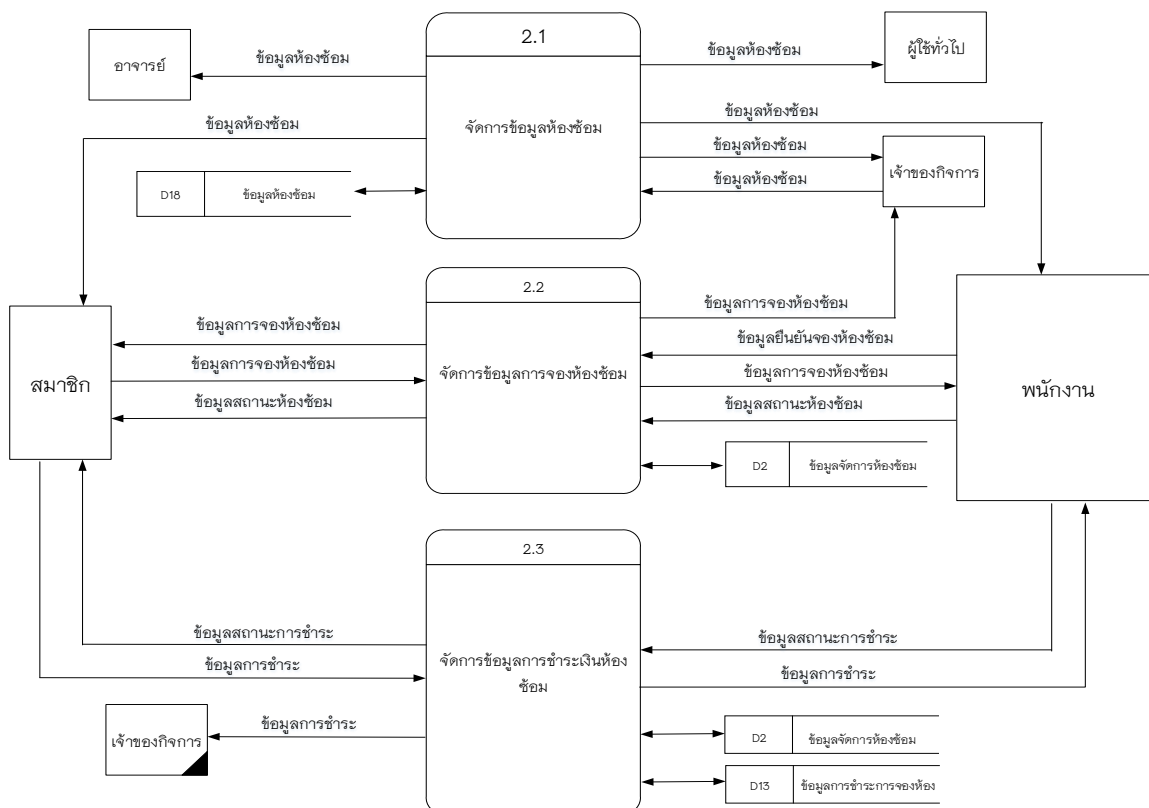 2.1
อาจารย์
ข้อมูลห้องซ้อม
ข้อมูลห้องซ้อม
ผู้ใช้ทั่วไป
ข้อมูลห้องซ้อม
จัดการข้อมูลห้องซ้อม
ข้อมูลห้องซ้อม
ข้อมูลห้องซ้อม
ข้อมูลห้องซ้อม
เจ้าของกิจการ
D18
ข้อมูลห้องซ้อม
2.2
ข้อมูลการจองห้องซ้อม
ข้อมูลการจองห้องซ้อม
ข้อมูลยืนยันจองห้องซ้อม
ข้อมูลการจองห้องซ้อม
จัดการข้อมูลการจองห้องซ้อม
ข้อมูลการจองห้องซ้อม
สมาชิก
พนักงาน
ข้อมูลสถานะห้องซ้อม
ข้อมูลสถานะห้องซ้อม
D2
ข้อมูลจัดการห้องซ้อม
2.3
ข้อมูลสถานะการชำระ
ข้อมูลสถานะการชำระ
จัดการข้อมูลการชำระเงินห้อง
ซ้อม
ข้อมูลการชำระ
ข้อมูลการชำระ
เจ้าของกิจการ
ข้อมูลการชำระ
D2
ข้อมูลจัดการห้องซ้อม
D13
ข้อมูลการชำระการจองห้อง